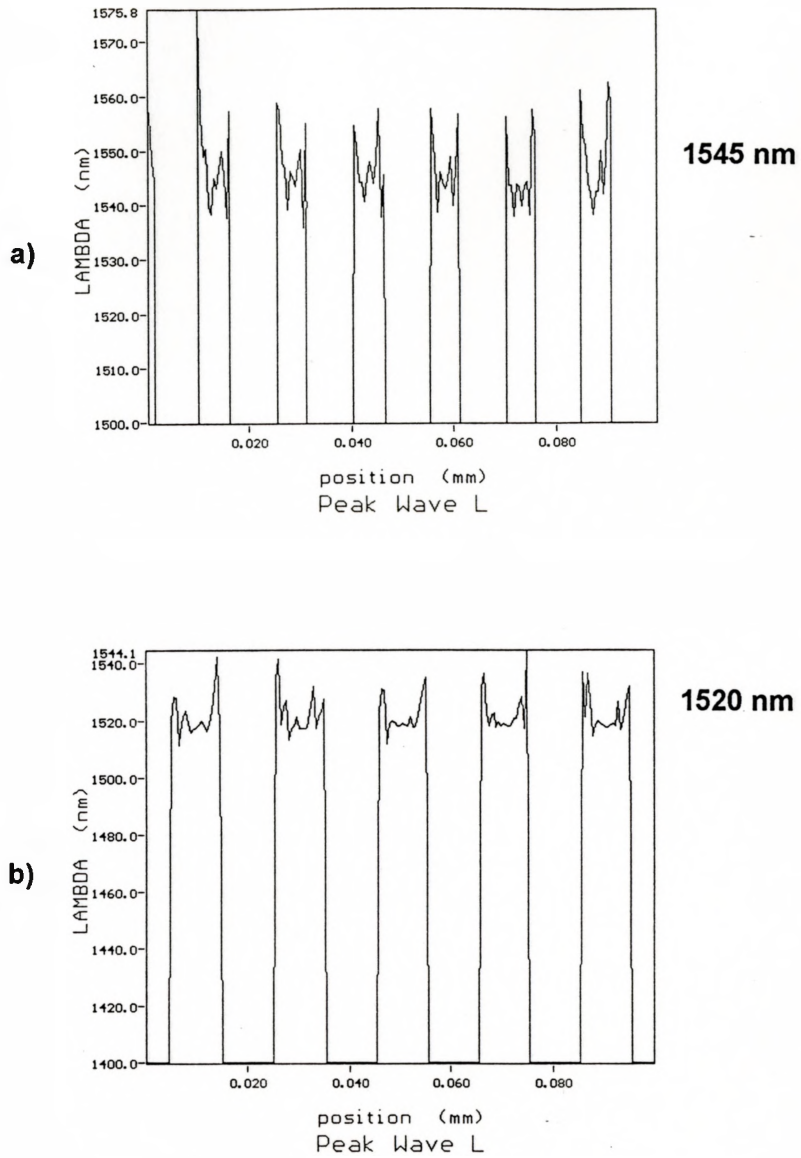 1575.8
1570.0
1560.0
1550.0
1540.0
1530.0
1520.0
1510.0
1500.0
LAMBDA (nm)
a)
1545 nm
0.020 0.040 0.060 0.080
position (mm)
Peak Wave L
1544.1
1540.0
1520.0
1500.0
1480.0
1460.0
1440.0
1420.0
1400.0
LAMBDA (nm)
b)
1520 nm
0.020 0.040 0.060 0.080
position (mm)
Peak Wave L